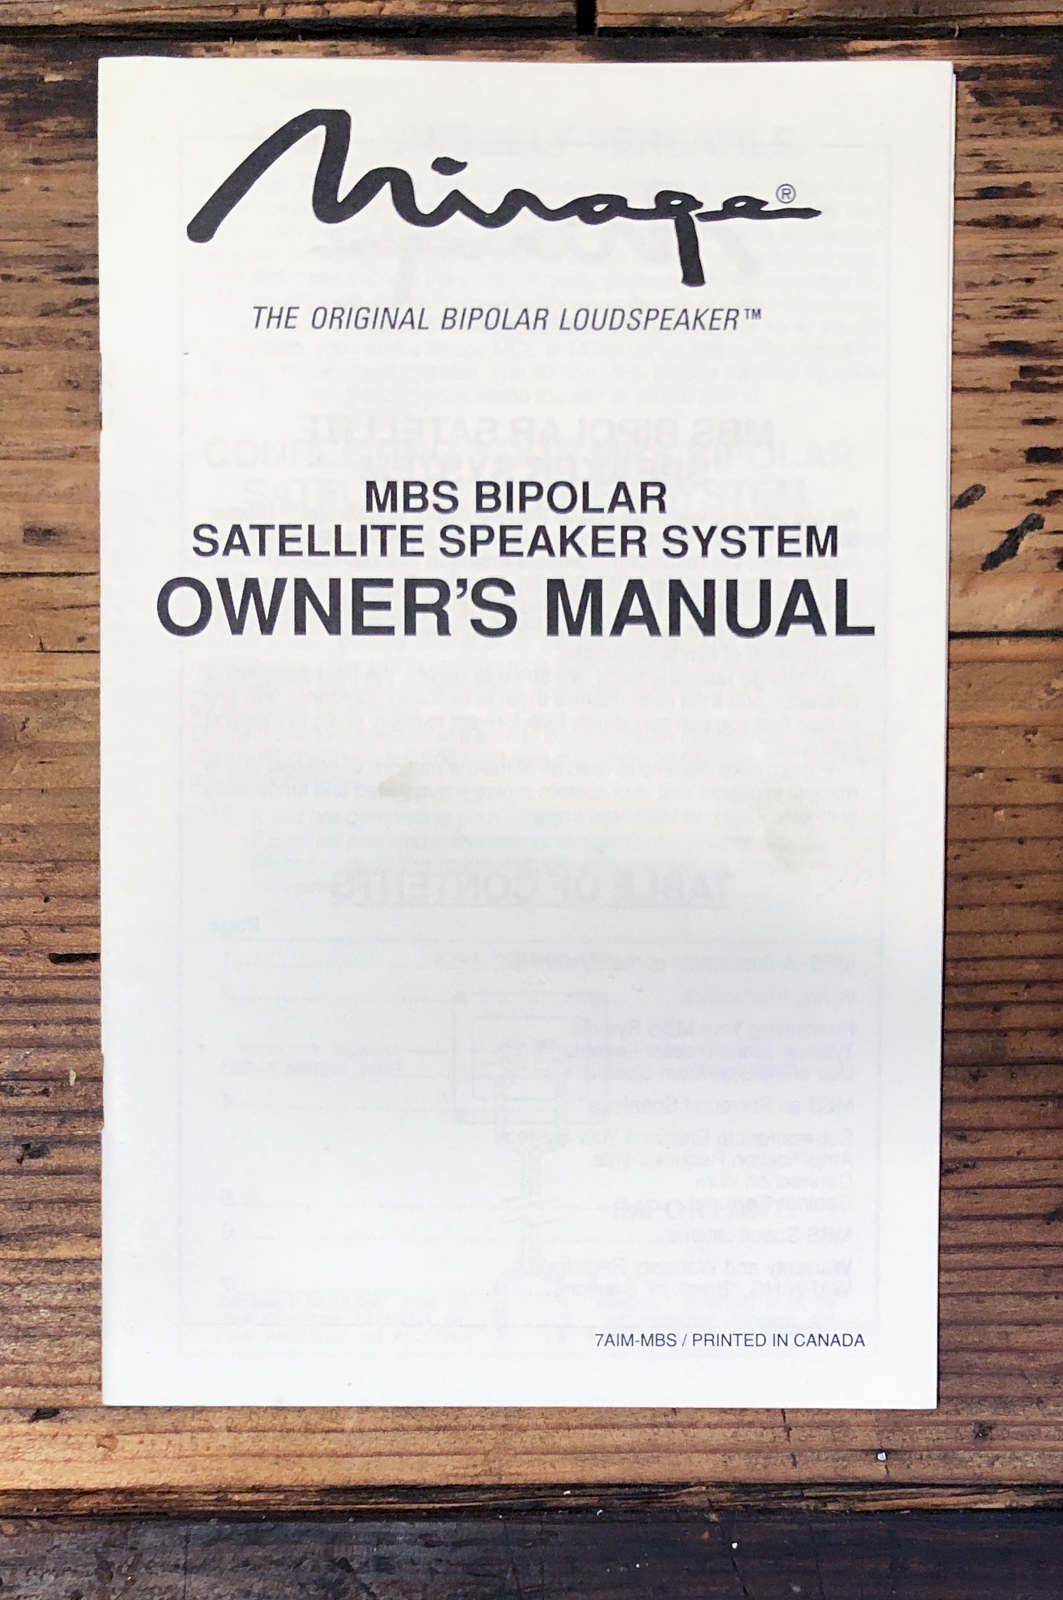 Mirage®
THE ORIGINAL BIPOLAR LOUDSPEAKER™
MBS BIPOLAR
SATELLITE SPEAKER SYSTEM
OWNER'S MANUAL
7AIM-MBS / PRINTED IN CANADA